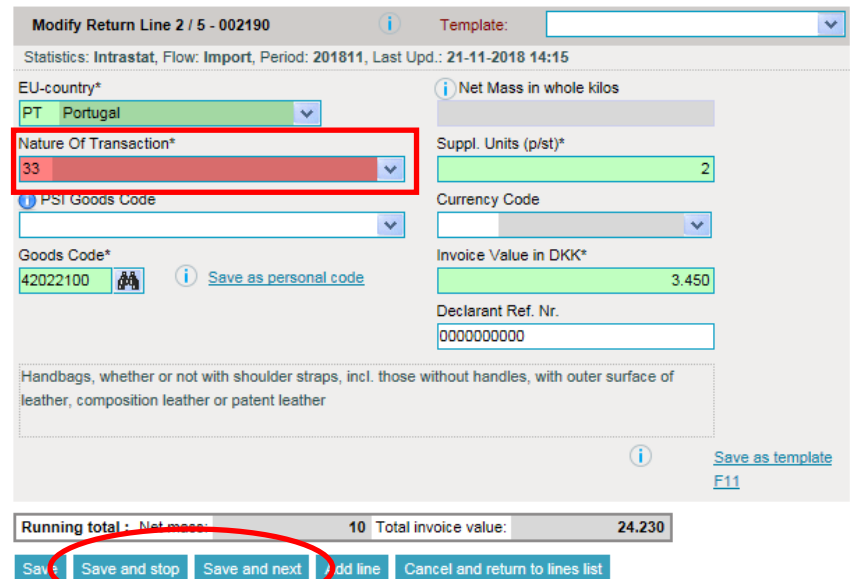 Modify Return Line 2 / 5 - 002190
Template:
Statistics: Intrastat, Flow: Import, Period: 201811, Last Upd.: 21-11-2018 14:15
EU-country*
PT Portugal
Net Mass in whole kilos
Nature Of Transaction*
33
Suppl. Units (p/st)*
2
PSI Goods Code
Currency Code
Goods Code*
42022100
Save as personal code
Invoice Value in DKK*
3.450
Declarant Ref. Nr.
0000000000
Handbags, whether or not with shoulder straps, incl. those without handles, with outer surface of
leather, composition leather or patent leather
Save as template
F11
Running total : Net mass: 10 Total invoice value: 24.230
Save Save and stop Save and next Add line Cancel and return to lines list